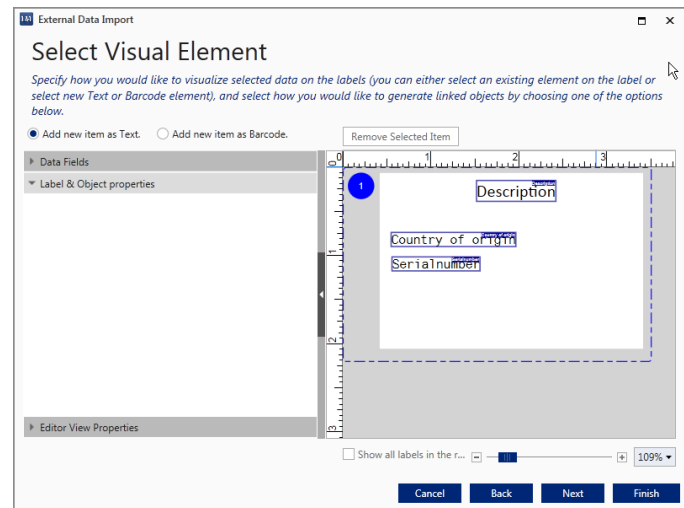 External Data Import
Select Visual Element
Specify how you would like to visualize selected data on the labels (you can either select an existing element on the label or
select new Text or Barcode element), and select how you would like to generate linked objects by choosing one of the options
below.
Add new item as Text. Add new item as Barcode. Remove Selected Item
Data Fields
Label & Object properties
0 1 2 3
0
1
2
3
1
Description
Country of origin
Serialnumber
Editor View Properties
Show all labels in the r... 109%
Cancel Back Next Finish